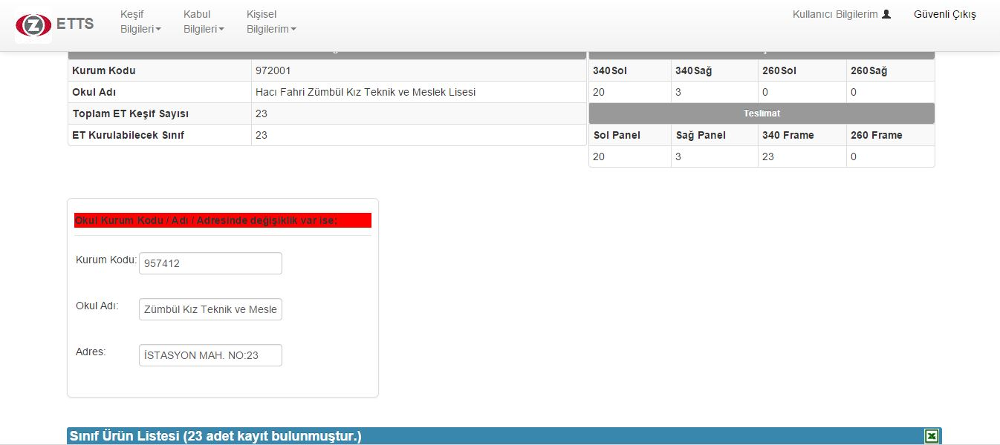 Z ETTS
Keşif Bilgileri
Kabul Bilgileri
Kişisel Bilgilerim
Kullanıcı Bilgilerim
Güvenli Çıkış
Kurum Kodu 972001
Okul Adı Hacı Fahri Zümbül Kız Teknik ve Meslek Lisesi
Toplam ET Keşif Sayısı 23
ET Kurulabilecek Sınıf 23
340Sol 340Sağ 260Sol 260Sağ
20 3 0 0
Teslimat
Sol Panel Sağ Panel 340 Frame 260 Frame
20 3 23 0
Okul Kurum Kodu / Adı / Adresinde değişiklik var ise;
Kurum Kodu: 957412
Okul Adı: Zümbül Kız Teknik ve Mesle
Adres: İSTASYON MAH. NO:23
Sınıf Ürün Listesi (23 adet kayıt bulunmuştur.)